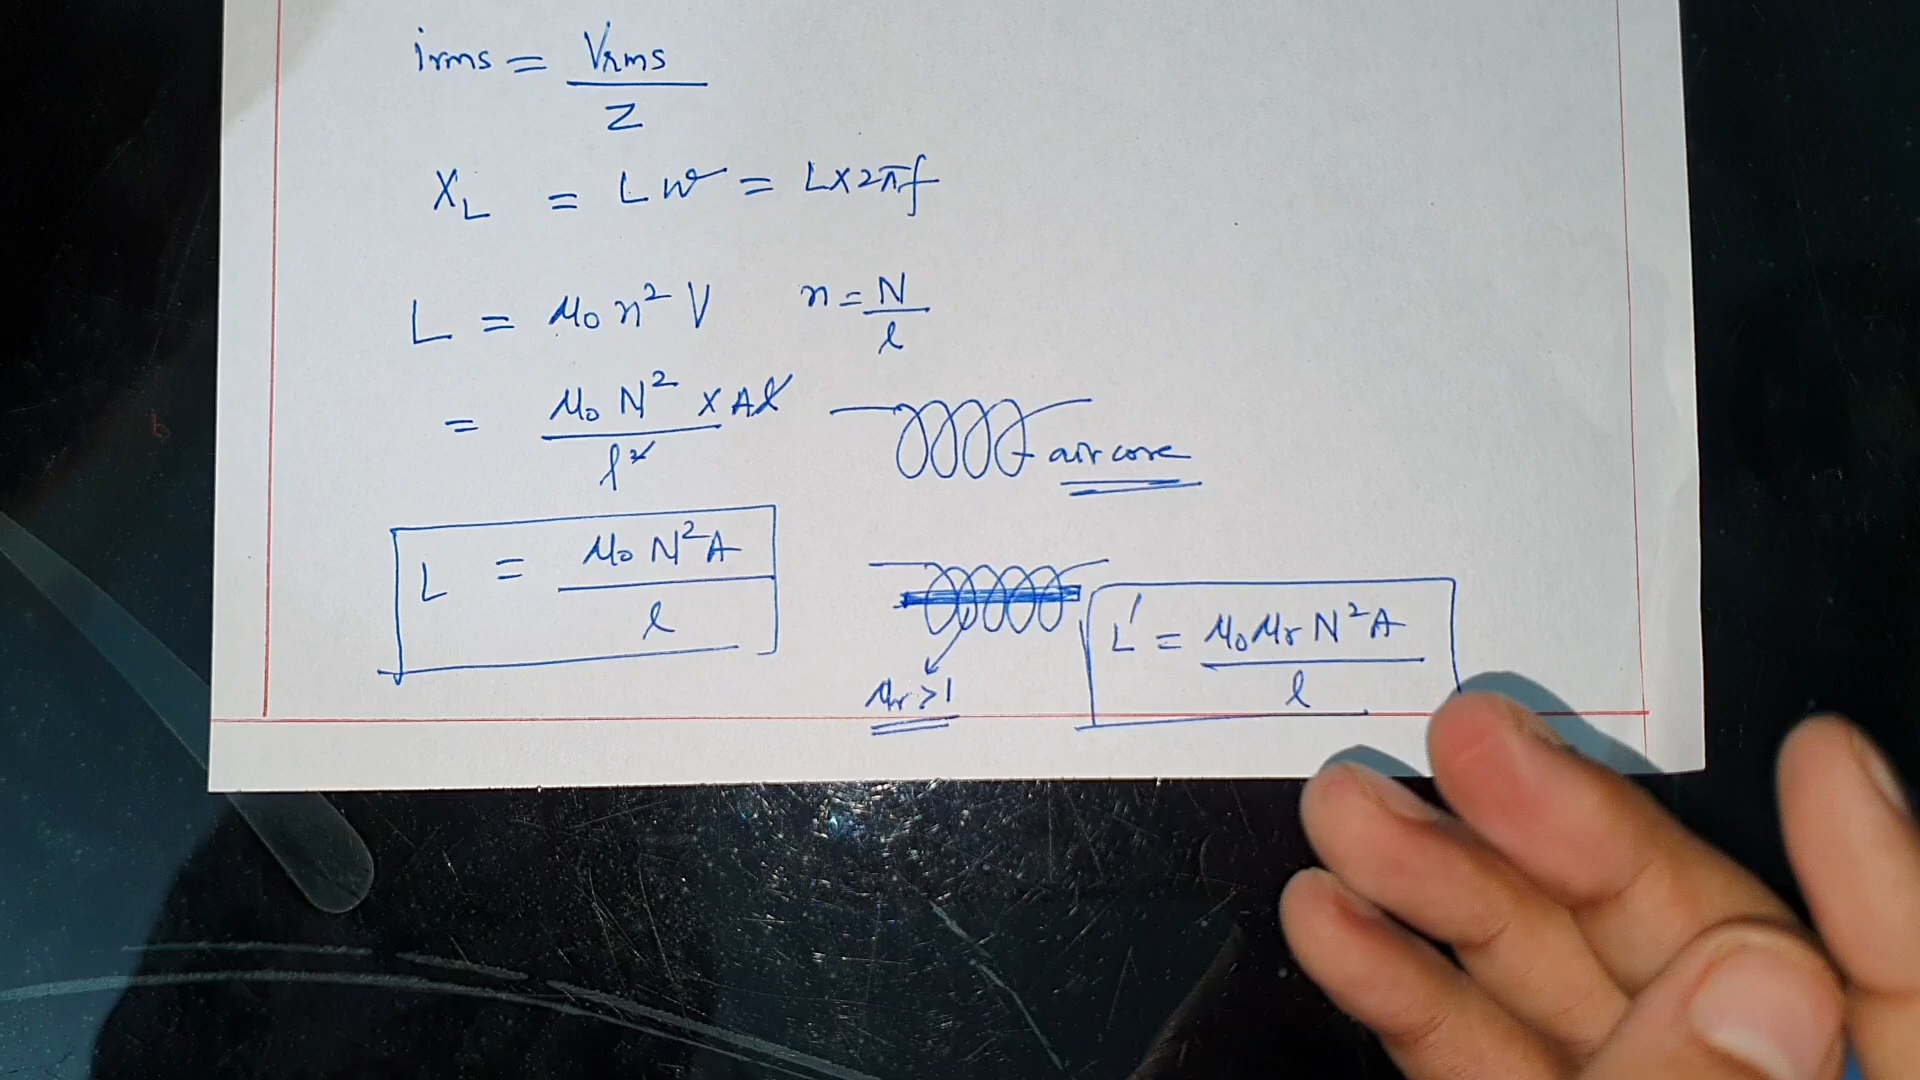 irms = Vrms / Z
XL = Lω = L×2πf
L = μ0 n² V    n = N / l
= μ0 N² × Al / l²
air core
L = μ0 N² A / l
L' = μ0 μr N² A / l
μr > 1